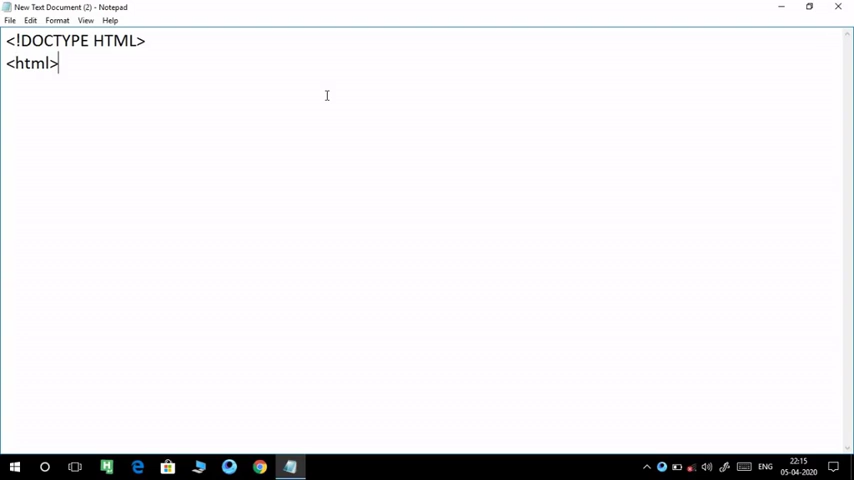 New Text Document (2) - Notepad
File Edit Format View Help
<!DOCTYPE HTML>
<html>
ENG
22:15
05-04-2020